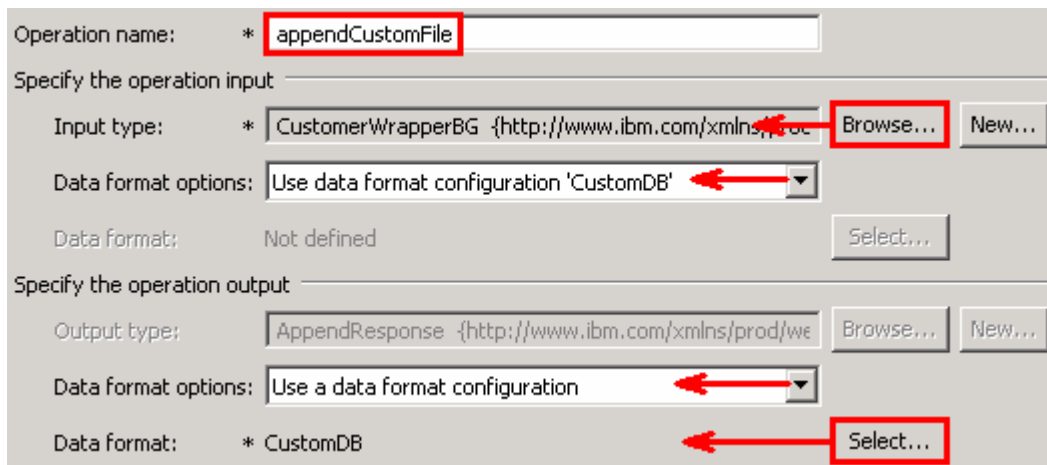 Operation name: * appendCustomFile
Specify the operation input
Input type: * CustomerWrapperBG {http://www.ibm.com/xmlns/proc Browse... New...
Data format options: Use data format configuration 'CustomDB'
Data format: Not defined Select...
Specify the operation output
Output type: AppendResponse {http://www.ibm.com/xmlns/prod/we Browse... New...
Data format options: Use a data format configuration
Data format: * CustomDB Select...